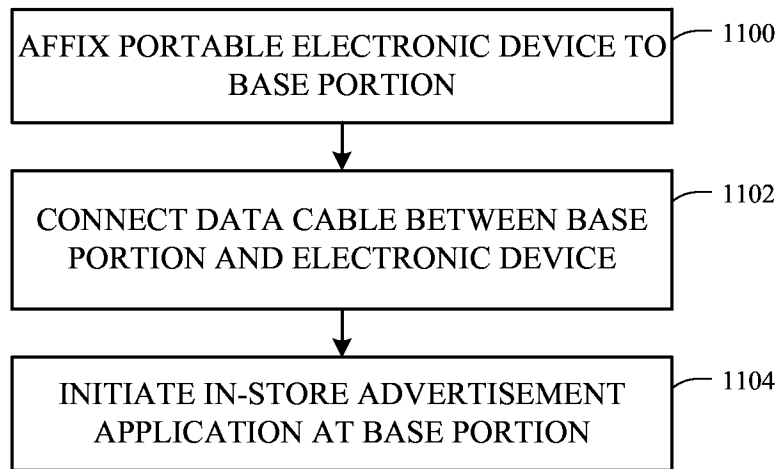 AFFIX PORTABLE ELECTRONIC DEVICE TO
BASE PORTION
1100
CONNECT DATA CABLE BETWEEN BASE
PORTION AND ELECTRONIC DEVICE
1102
INITIATE IN-STORE ADVERTISEMENT
APPLICATION AT BASE PORTION
1104